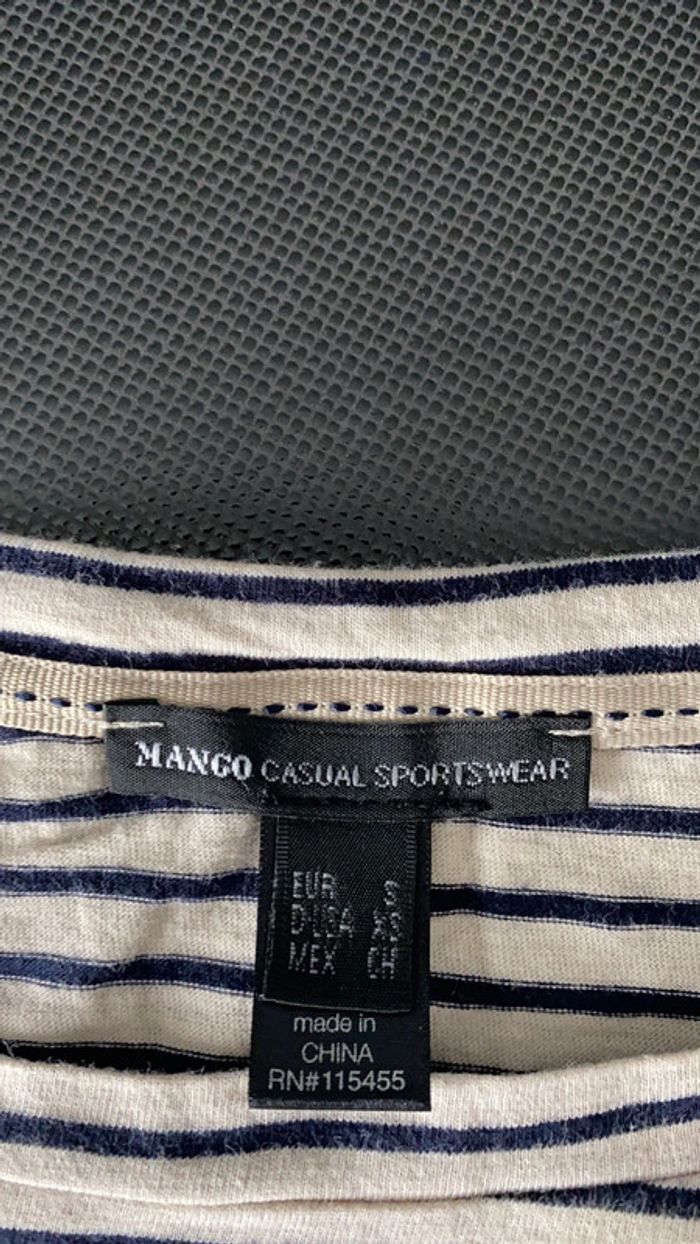 MANGO CASUAL SPORTSWEAR
EUR S
D USA XS
MEX CH
made in
CHINA
RN#115455